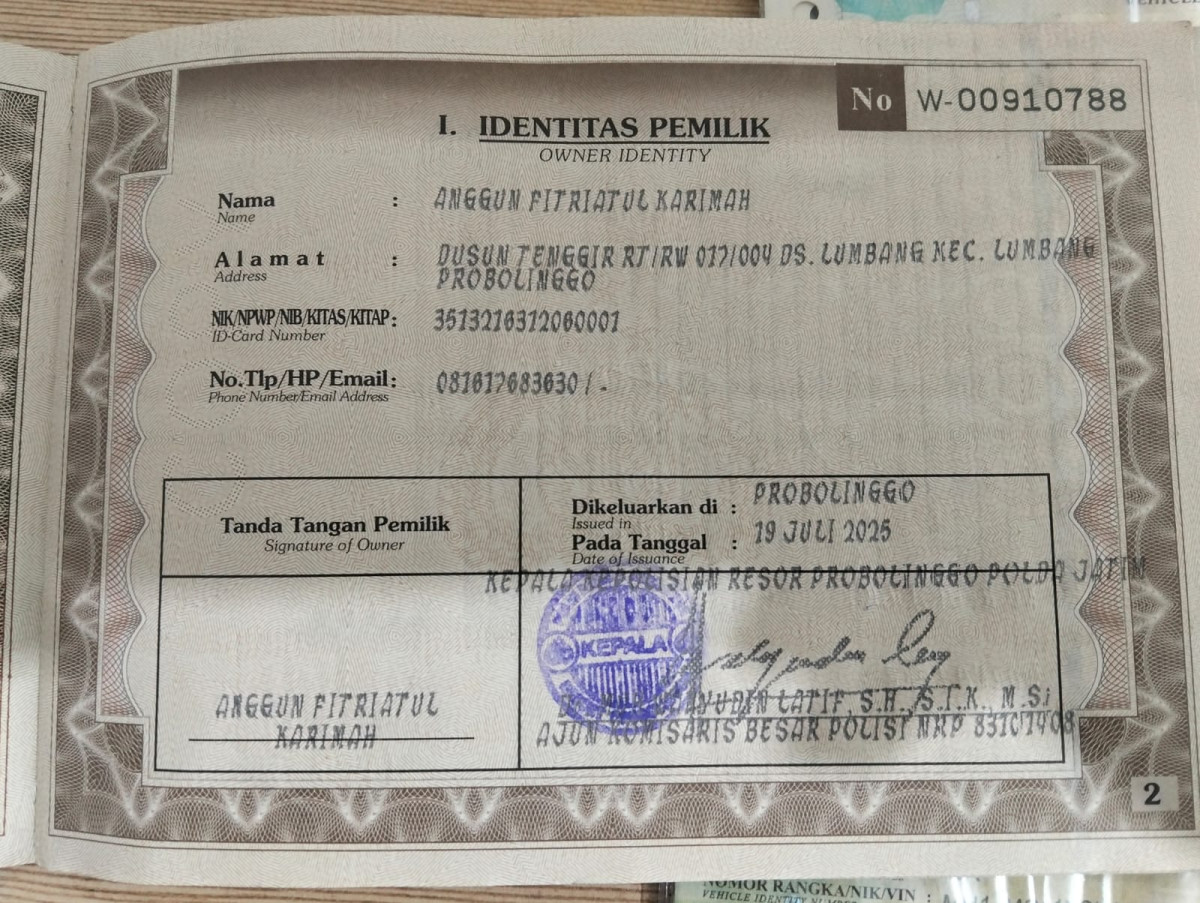 No W-00910788
I. IDENTITAS PEMILIK
OWNER IDENTITY
Nama : ANGGUN FITRIATUL KARIMAH
Name
Alamat : DUSUN TENGGIR RT/RW 017/004 DS. LUMBANG KEC. LUMBANG
Address PROBOLINGGO
NIK/NPWP/NIB/KITAS/KITAP: 3513216312060001
ID-Card Number
No.Tlp/HP/Email: 081617683630 / -
Phone Number/Email Address
Tanda Tangan Pemilik
Signature of Owner
Dikeluarkan di : PROBOLINGGO
Issued in
Pada Tanggal : 19 JULI 2025
Date of Issuance
KEPALA KEPOLISIAN RESOR PROBOLINGGO POLDA JATIM
KEPALA
LATIF, S.H., S.I.K., M.Si
AJUN KOMISARIS BESAR POLISI NRP 83101408
ANGGUN FITRIATUL
KARIMAH
2
NOMOR RANGKA/NIK/VIN :
VEHICLE IDENTITY NUMBER